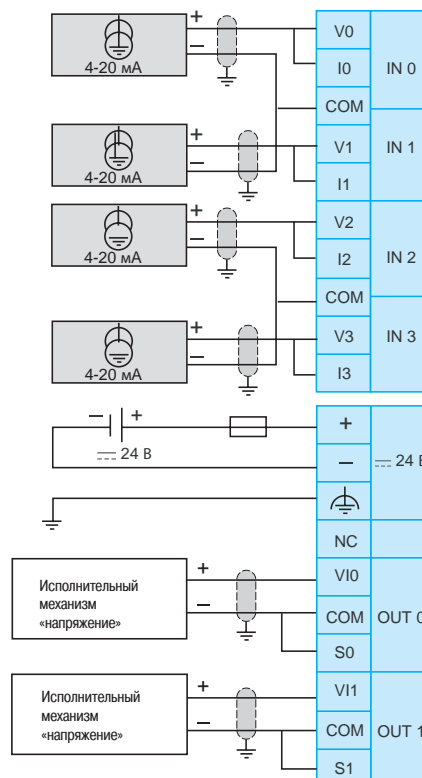 + V0
− I0 IN 0
4-20 мА
COM
+ V1 IN 1
−
4-20 мА I1
+ V2
−
4-20 мА I2 IN 2
COM
+ V3 IN 3
−
4-20 мА I3
− + +
24 В − 24 В
NC
+ VI0
Исполнительный
механизм
«напряжение»
− COM OUT 0
S0
+ VI1
Исполнительный
механизм
«напряжение»
− COM OUT 1
S1